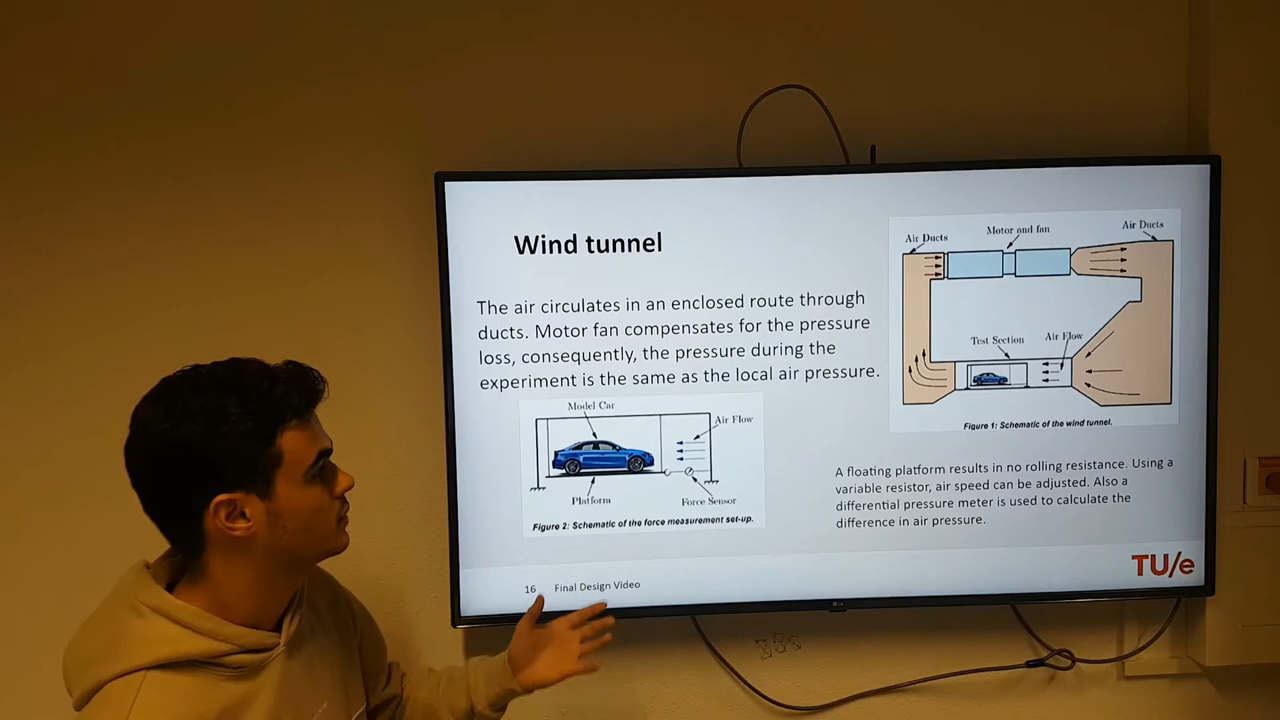 Wind tunnel
The air circulates in an enclosed route through
ducts. Motor fan compensates for the pressure
loss, consequently, the pressure during the
experiment is the same as the local air pressure.
Model Car
Air Flow
Platform
Force Sensor
Figure 2: Schematic of the force measurement set-up.
Air Ducts
Motor and fan
Air Ducts
Test Section
Air Flow
Figure 1: Schematic of the wind tunnel.
A floating platform results in no rolling resistance. Using a
variable resistor, air speed can be adjusted. Also a
differential pressure meter is used to calculate the
difference in air pressure.
16 Final Design Video
TU/e
LG